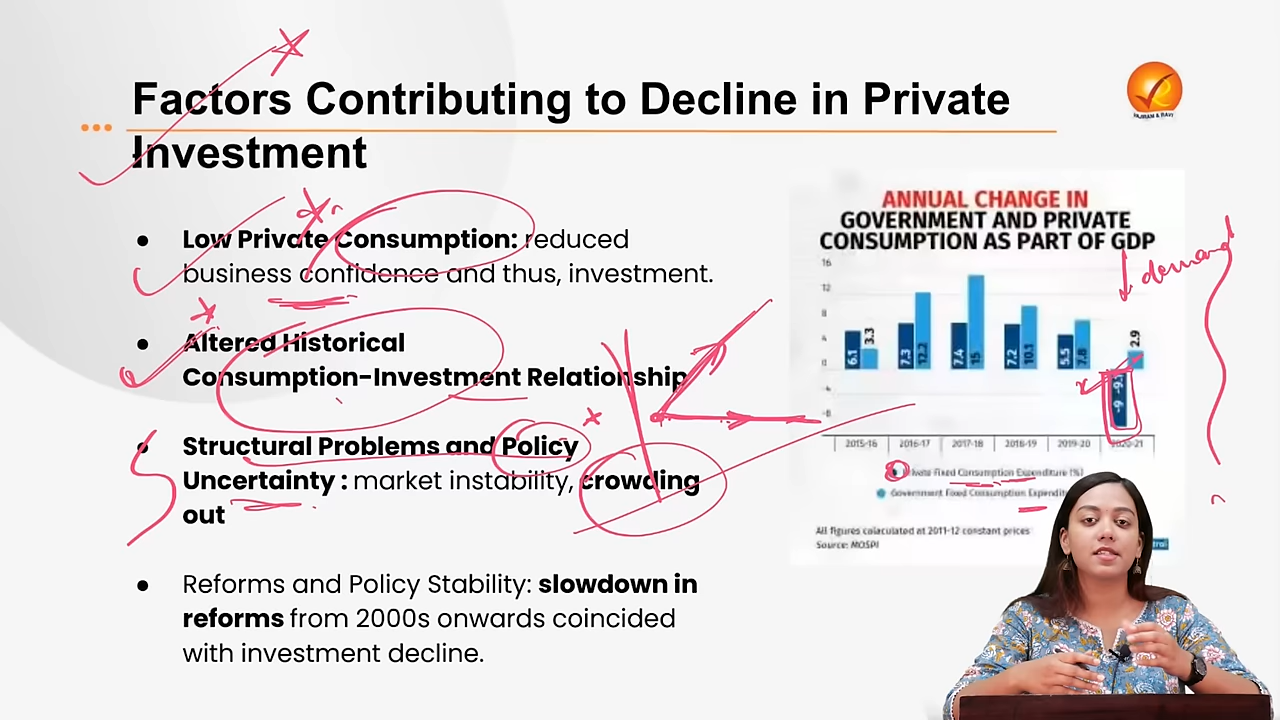 Factors Contributing to Decline in Private
Investment
VAJIRAM & RAVI
● Low Private Consumption: reduced
business confidence and thus, investment.
● Altered Historical
Consumption-Investment Relationship
● Structural Problems and Policy
Uncertainty : market instability, crowding
out
● Reforms and Policy Stability: slowdown in
reforms from 2000s onwards coincided
with investment decline.
ANNUAL CHANGE IN
GOVERNMENT AND PRIVATE
CONSUMPTION AS PART OF GDP
demand
16
12
8
4
0
-4
-8
6.1 3.3 7.3 12.2 7.4 15 7.2 10.1 5.5 7.8 2.9
2015-16 2016-17 2017-18 2018-19 2019-20 2020-21
Private Fixed Consumption Expenditure (%)
Government Fixed Consumption
All figures colaculated at 2011-12 constant prices
Source: MOSPI